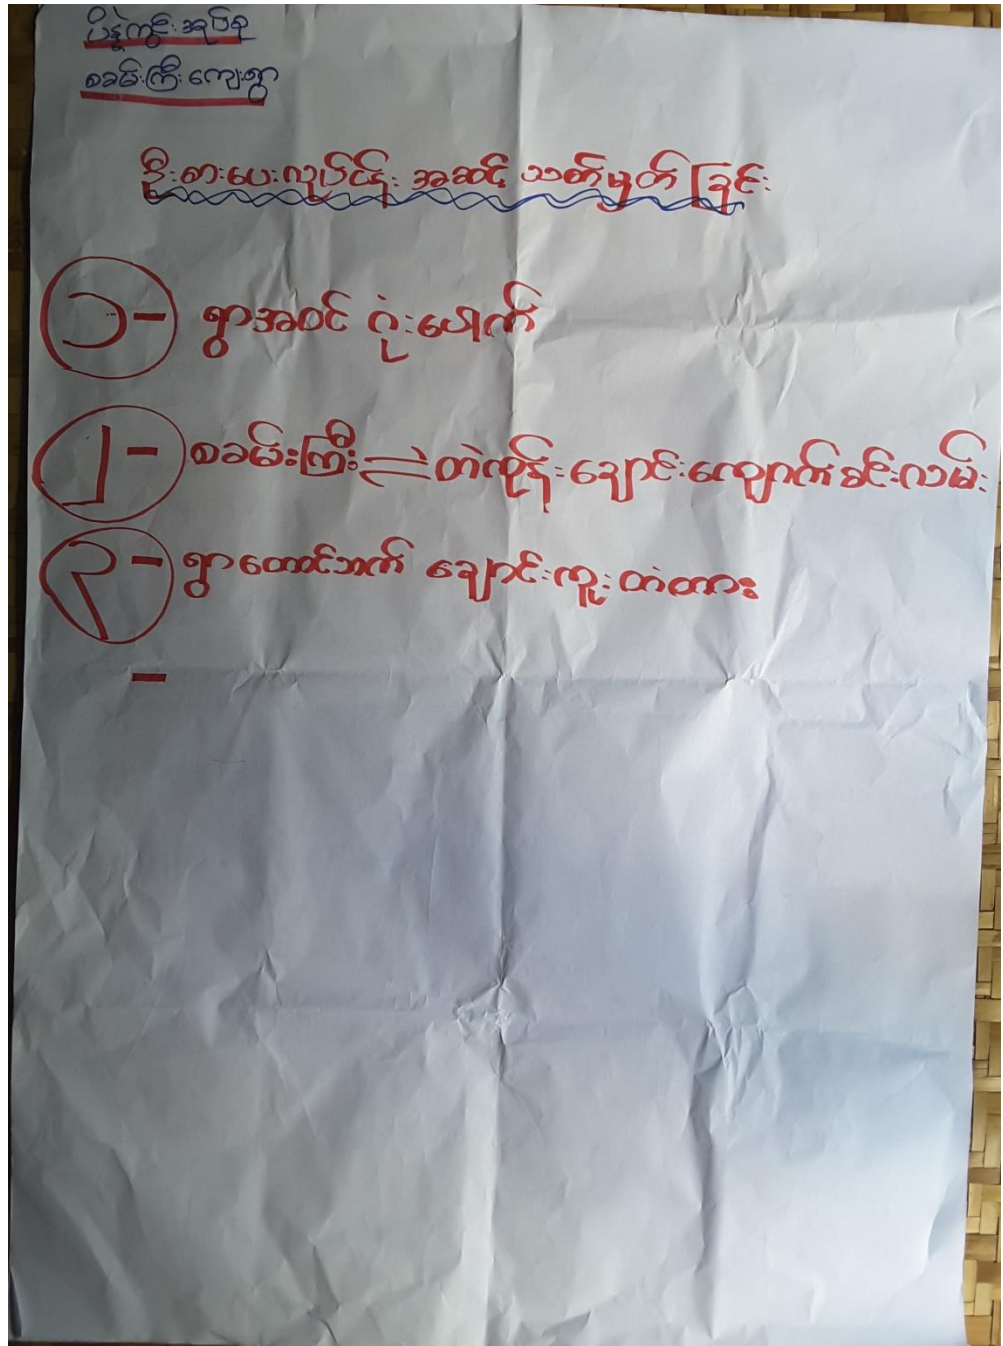 ပိန္နဲကွင်းအုပ်စု
စခမ်းကြီးကျေးရွာ
ဦးစားပေးလုပ်ငန်း အဆင့် သတ်မှတ်ခြင်း
၁- ရွာအဝင် ဂုံးပေါက်
၂- စခမ်းကြီး ⇌ တဲကုန်းချောင်းကျောက်ခင်းလမ်း
၃- ရွာတောင်ဘက် ချောင်းကူးတံတား
-